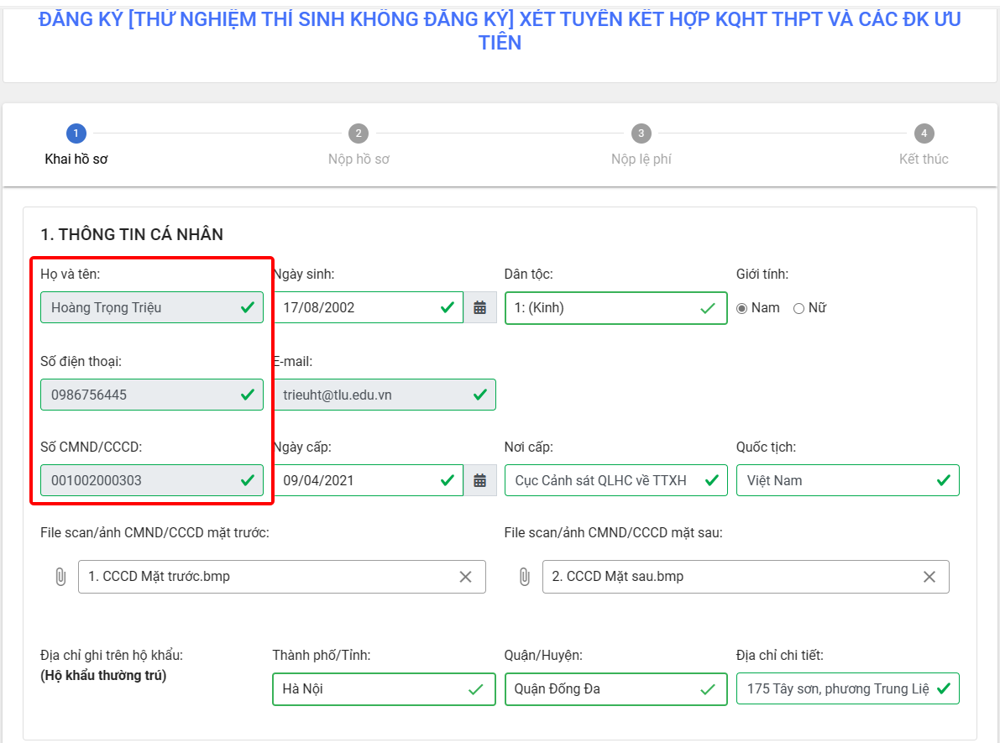 ĐĂNG KÝ [THỬ NGHIỆM THÍ SINH KHÔNG ĐĂNG KÝ] XÉT TUYỂN KẾT HỢP KQHT THPT VÀ CÁC ĐK ƯU
TIÊN
1 2 3 4
Khai hồ sơ Nộp hồ sơ Nộp lệ phí Kết thúc
1. THÔNG TIN CÁ NHÂN
Họ và tên: Ngày sinh: Dân tộc: Giới tính:
Hoàng Trọng Triệu 17/08/2002 1: (Kinh) Nam Nữ
Số điện thoại: E-mail:
0986756445 trieuht@tlu.edu.vn
Số CMND/CCCD: Ngày cấp: Nơi cấp: Quốc tịch:
001002000303 09/04/2021 Cục Cảnh sát QLHC về TTXH Việt Nam
File scan/ảnh CMND/CCCD mặt trước: File scan/ảnh CMND/CCCD mặt sau:
1. CCCD Mặt trước.bmp 2. CCCD Mặt sau.bmp
Địa chỉ ghi trên hộ khẩu: Thành phố/Tỉnh: Quận/Huyện: Địa chỉ chi tiết:
(Hộ khẩu thường trú)
Hà Nội Quận Đống Đa 175 Tây sơn, phương Trung Liệ